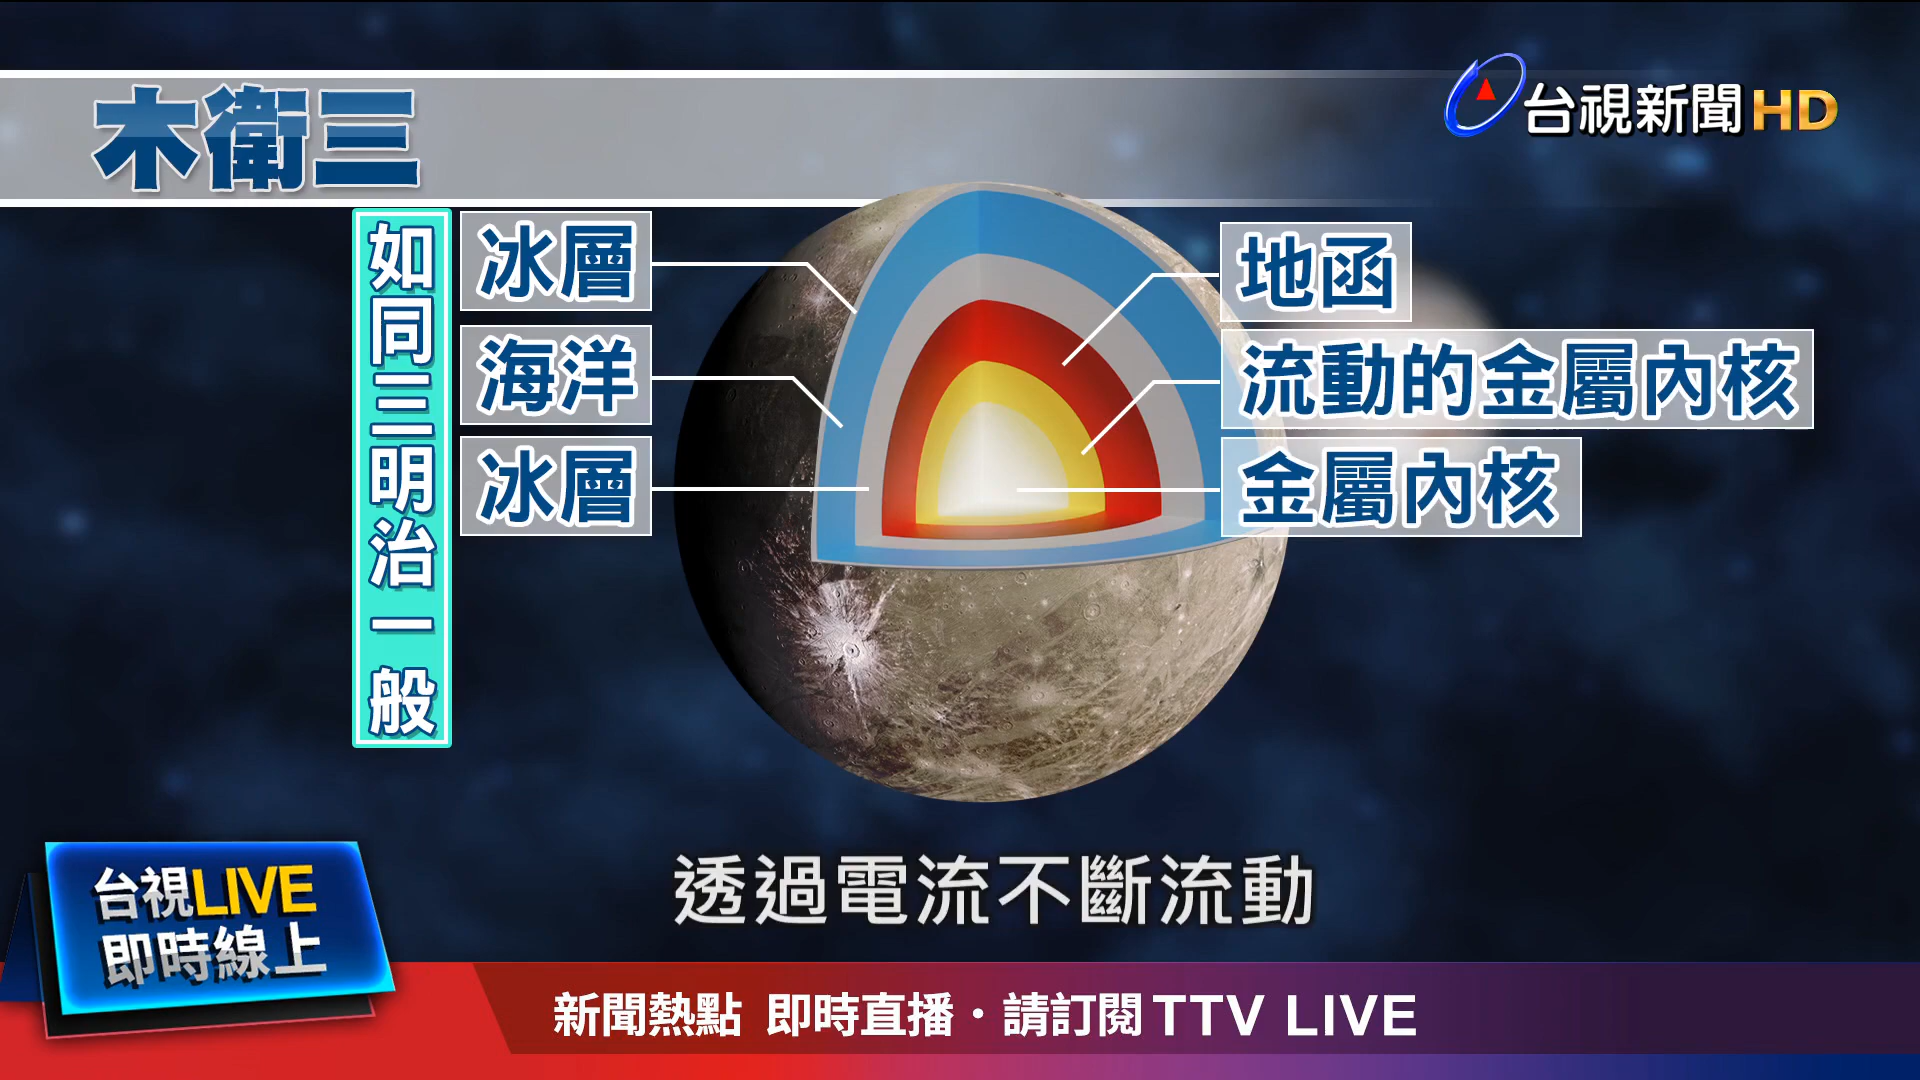 木衛三
台視新聞HD
如同三明治一般
冰層
海洋
冰層
地函
流動的金屬內核
金屬內核
透過電流不斷流動
台視LIVE
即時線上
新聞熱點 即時直播·請訂閱TTV LIVE